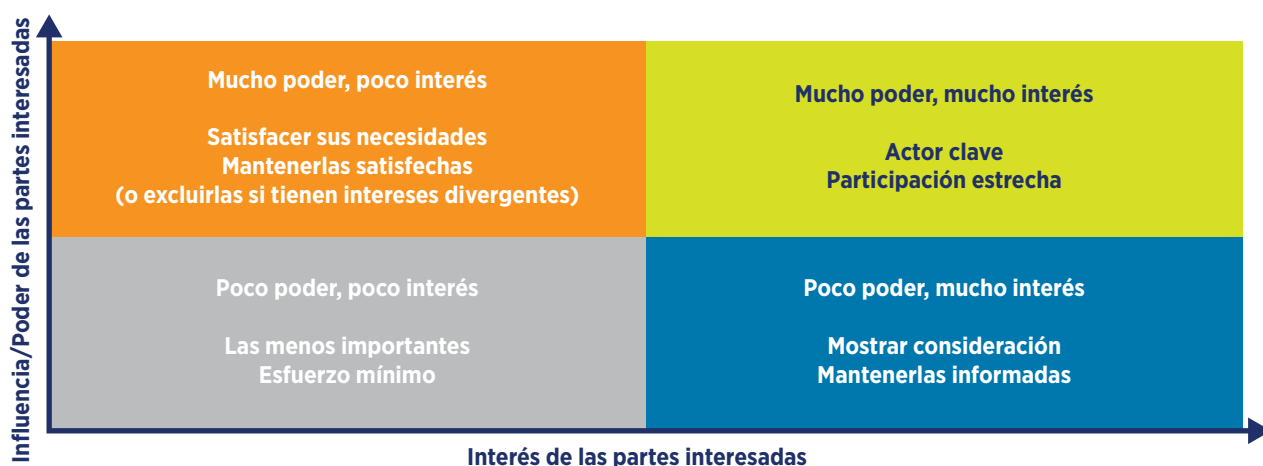 Influencia/Poder de las partes interesadas
Mucho poder, poco interés
Satisfacer sus necesidades
Mantenerlas satisfechas
(o excluirlas si tienen intereses divergentes)
Mucho poder, mucho interés
Actor clave
Participación estrecha
Poco poder, poco interés
Las menos importantes
Esfuerzo mínimo
Poco poder, mucho interés
Mostrar consideración
Mantenerlas informadas
Interés de las partes interesadas